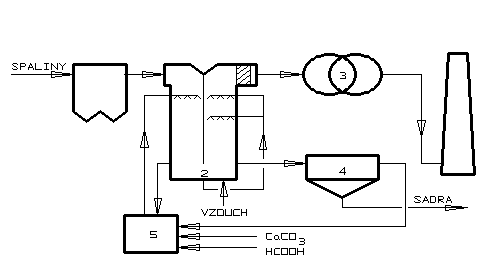 SPALINY
3
2
4
VZDUCH
SADRA
5
CaCO3
HCOOH